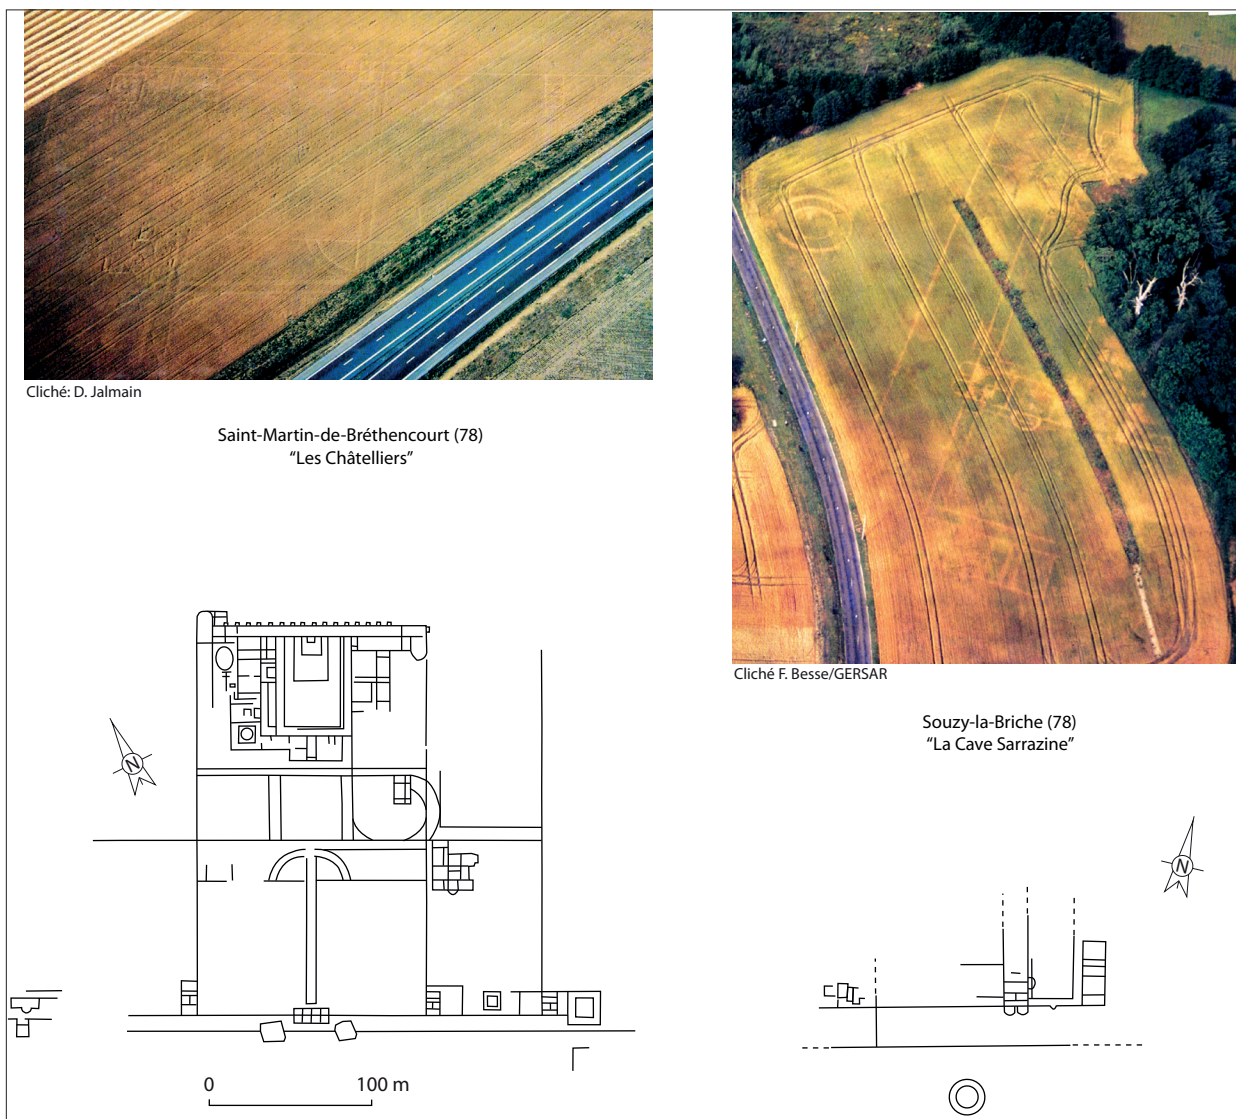 Cliché: D. Jalmain
Saint-Martin-de-Bréthencourt (78)
“Les Châtelliers”
Cliché F. Besse/GERSAR
Souzy-la-Briche (78)
“La Cave Sarrazine”
N
N
0 100 m